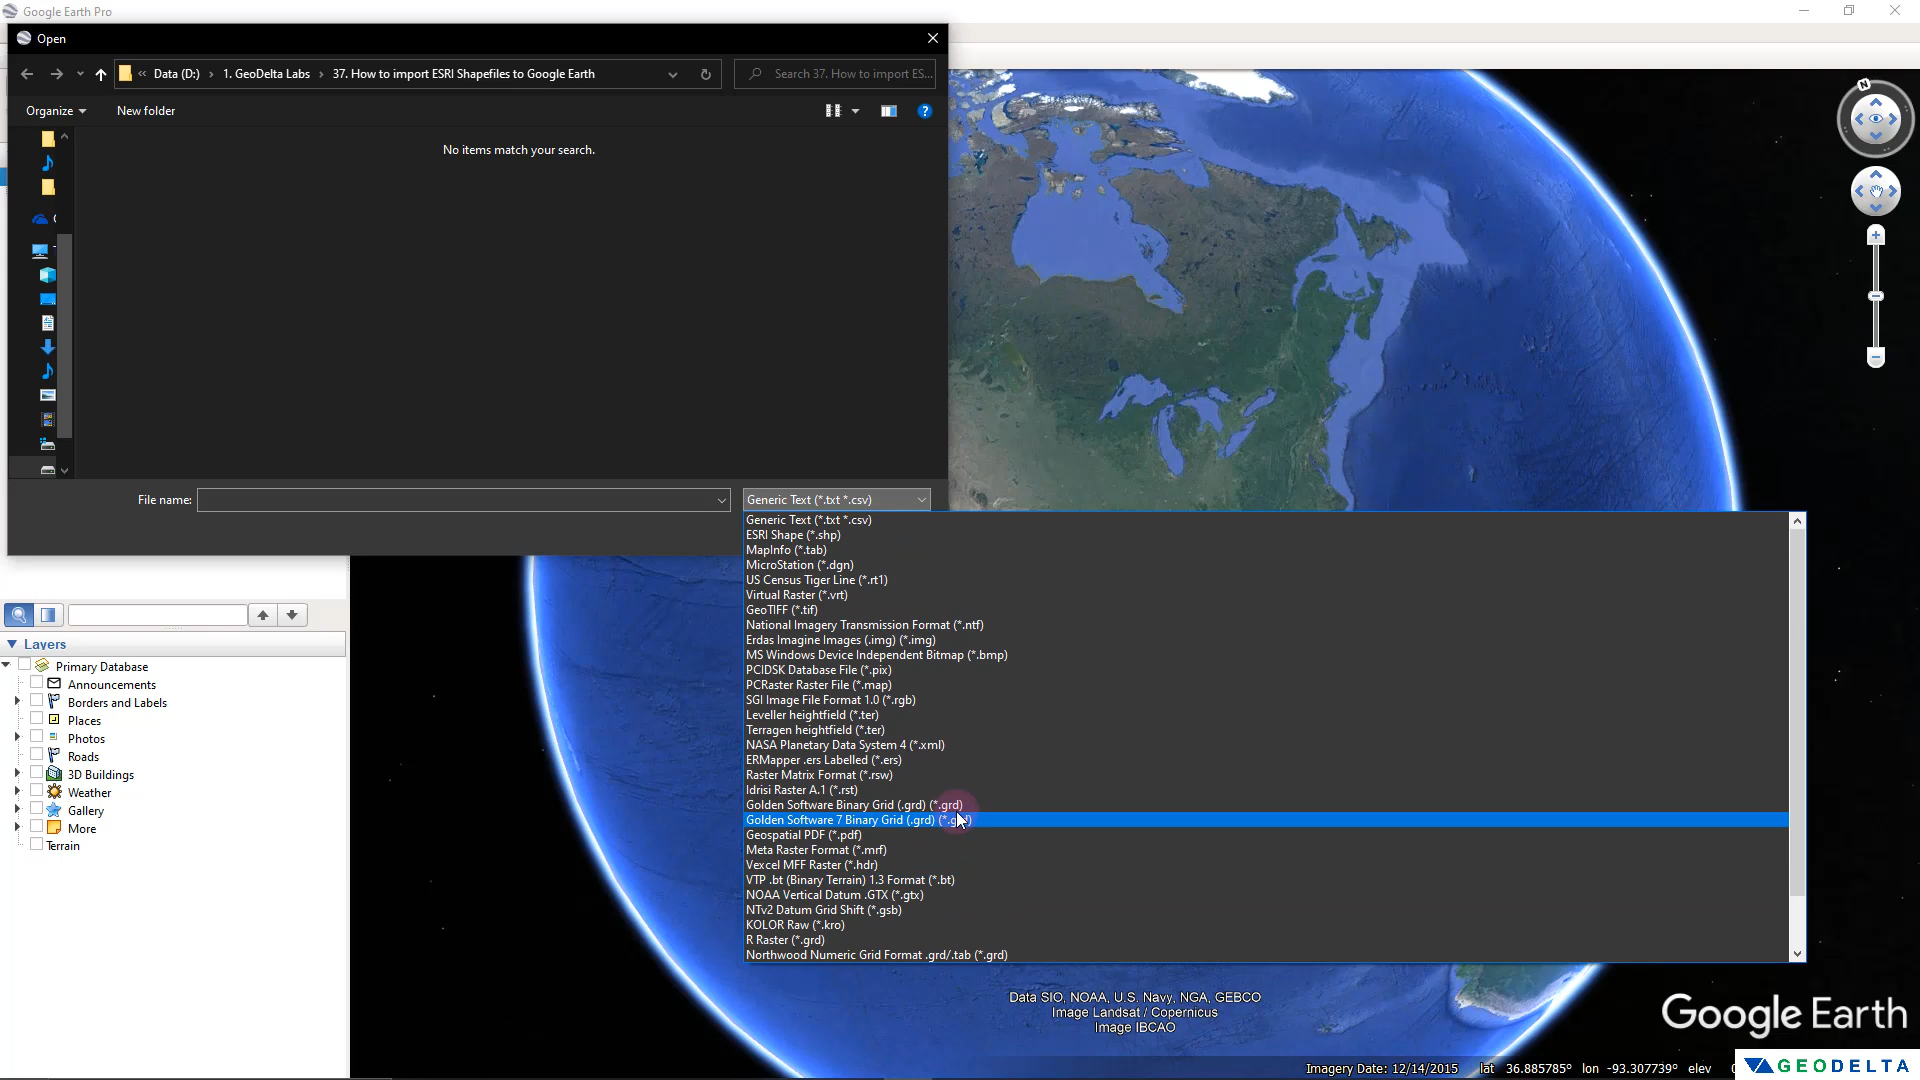 Google Earth Pro
Open
« Data (D:) › 1. GeoDelta Labs › 37. How to import ESRI Shapefiles to Google Earth
Search 37. How to import ES...
Organize
New folder
No items match your search.
File name:
Generic Text (*.txt *.csv)
Generic Text (*.txt *.csv)
ESRI Shape (*.shp)
MapInfo (*.tab)
MicroStation (*.dgn)
US Census Tiger Line (*.rt1)
Virtual Raster (*.vrt)
GeoTIFF (*.tif)
National Imagery Transmission Format (*.ntf)
Erdas Imagine Images (.img) (*.img)
MS Windows Device Independent Bitmap (*.bmp)
PCIDSK Database File (*.pix)
PCRaster Raster File (*.map)
SGI Image File Format 1.0 (*.rgb)
Leveller heightfield (*.ter)
Terragen heightfield (*.ter)
NASA Planetary Data System 4 (*.xml)
ERMapper .ers Labelled (*.ers)
Raster Matrix Format (*.rsw)
Idrisi Raster A.1 (*.rst)
Golden Software Binary Grid (.grd) (*.grd)
Golden Software 7 Binary Grid (.grd)
Geospatial PDF (*.pdf)
Meta Raster Format (*.mrf)
Vexcel MFF Raster (*.hdr)
VTP .bt (Binary Terrain) 1.3 Format (*.bt)
NOAA Vertical Datum .GTX (*.gtx)
NTv2 Datum Grid Shift (*.gsb)
KOLOR Raw (*.kro)
R Raster (*.grd)
Northwood Numeric Grid Format .grd/.tab (*.grd)
Layers
Primary Database
Announcements
Borders and Labels
Places
Photos
Roads
3D Buildings
Weather
Gallery
More
Terrain
N
Data SIO, NOAA, U.S. Navy, NGA, GEBCO
Image Landsat / Copernicus
Image IBCAO
Google Earth
Imagery Date: 12/14/2015 lat 36.885785° lon -93.307739° elev
GEODELTA